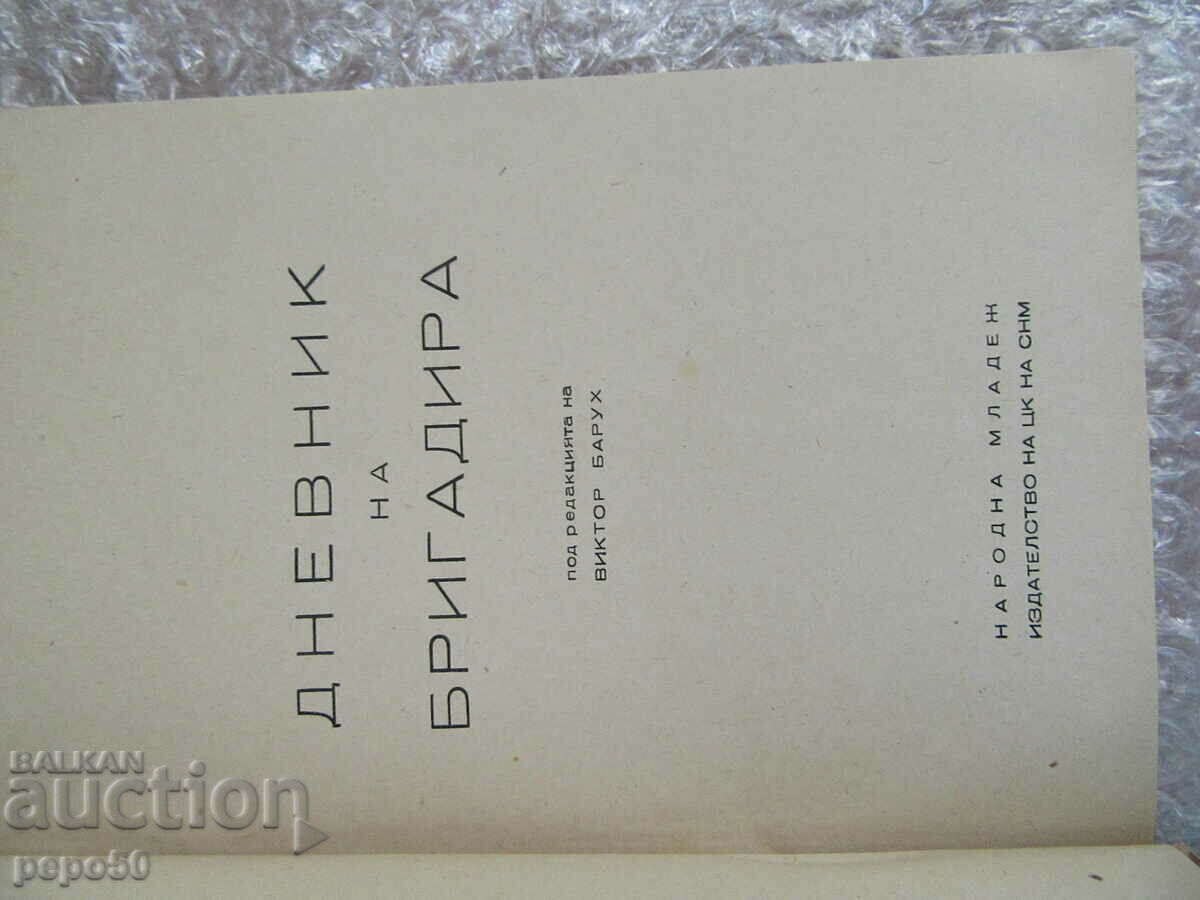 ДНЕВНИК
НА
БРИГАДИРА
под редакцията на
ВИКТОР БАРУХ
НАРОДНА МЛАДЕЖ
ИЗДАТЕЛСТВО НА ЦК НА СНМ
BALKAN
auction
pepo50